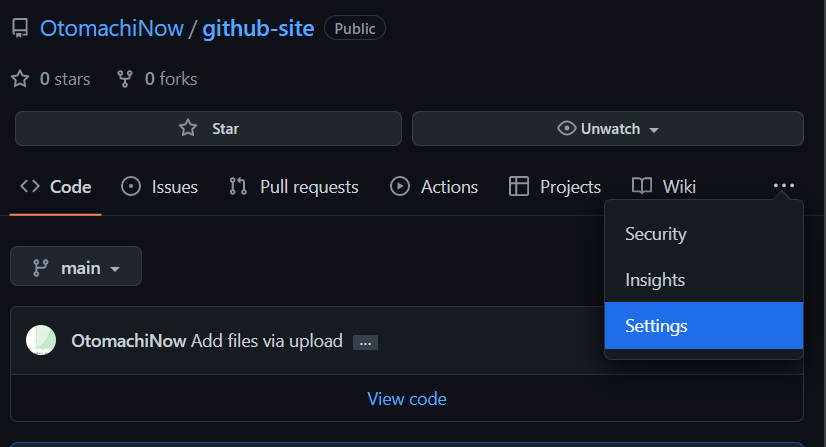 OtomachiNow / github-site Public
0 stars 0 forks
Star Unwatch
Code Issues Pull requests Actions Projects Wiki ...
Security
Insights
Settings
main
OtomachiNow Add files via upload ...
View code